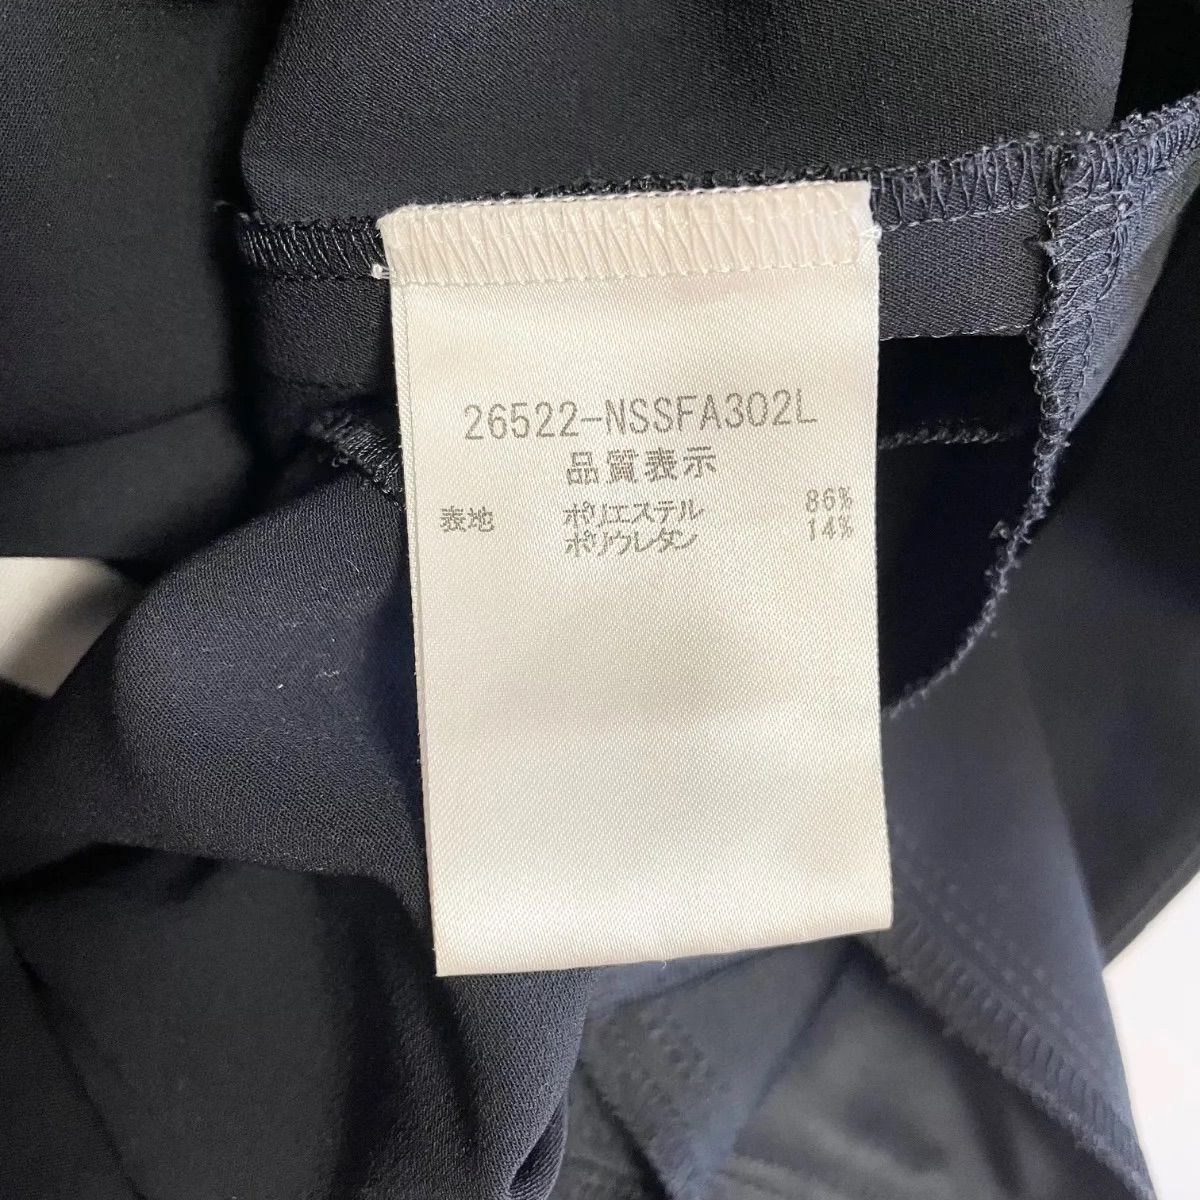 26522-NSSFA302L
品質表示
表地 ポリエステル 86%
ポリウレタン 14%